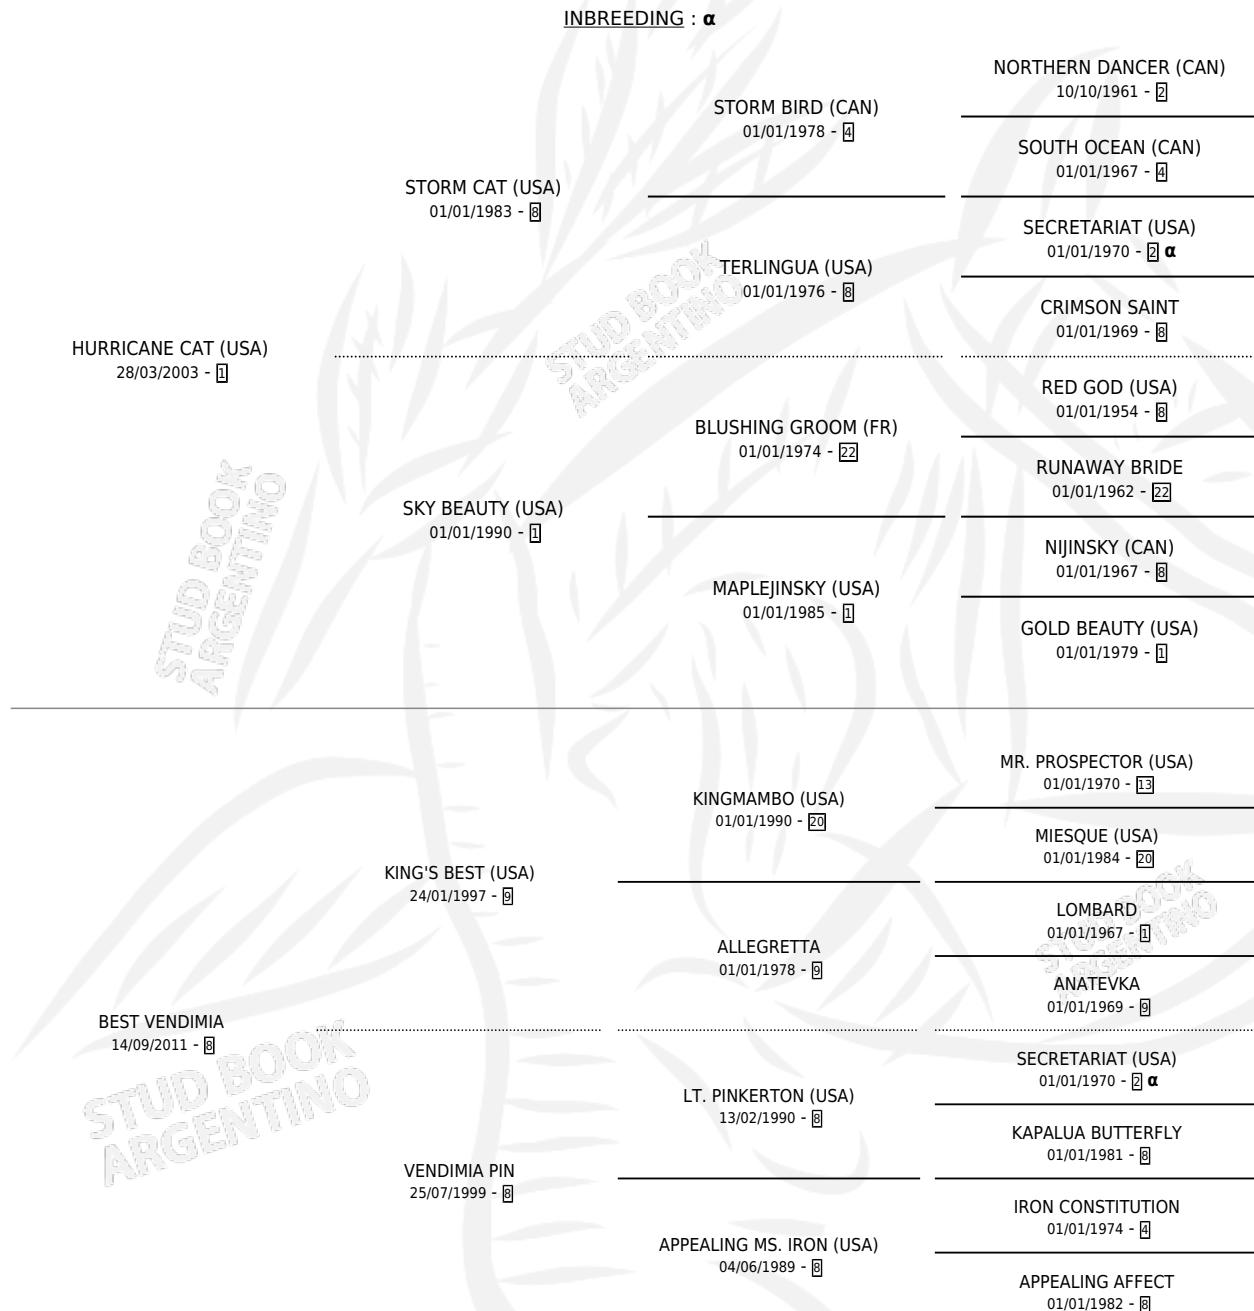 INBREEDING : α
NORTHERN DANCER (CAN)
10/10/1961 - 2
STORM BIRD (CAN)
01/01/1978 - 4
SOUTH OCEAN (CAN)
01/01/1967 - 4
STORM CAT (USA)
01/01/1983 - 8
SECRETARIAT (USA)
01/01/1970 - 2 α
TERLINGUA (USA)
01/01/1976 - 8
CRIMSON SAINT
01/01/1969 - 8
HURRICANE CAT (USA)
28/03/2003 - 1
RED GOD (USA)
01/01/1954 - 8
BLUSHING GROOM (FR)
01/01/1974 - 22
RUNAWAY BRIDE
01/01/1962 - 22
SKY BEAUTY (USA)
01/01/1990 - 1
NIJINSKY (CAN)
01/01/1967 - 8
MAPLEJINSKY (USA)
01/01/1985 - 1
GOLD BEAUTY (USA)
01/01/1979 - 1
MR. PROSPECTOR (USA)
01/01/1970 - 13
KINGMAMBO (USA)
01/01/1990 - 20
MIESQUE (USA)
01/01/1984 - 20
KING'S BEST (USA)
24/01/1997 - 9
LOMBARD
01/01/1967 - 1
ALLEGRETTA
01/01/1978 - 9
ANATEVKA
01/01/1969 - 9
BEST VENDIMIA
14/09/2011 - 8
SECRETARIAT (USA)
01/01/1970 - 2 α
LT. PINKERTON (USA)
13/02/1990 - 8
KAPALUA BUTTERFLY
01/01/1981 - 8
VENDIMIA PIN
25/07/1999 - 8
IRON CONSTITUTION
01/01/1974 - 4
APPEALING MS. IRON (USA)
04/06/1989 - 8
APPEALING AFFECT
01/01/1982 - 8
STUD BOOK
ARGENTINO
STUD BOOK
ARGENTINO
STUD BOOK
ARGENTINO
STUD BOOK
ARGENTINO